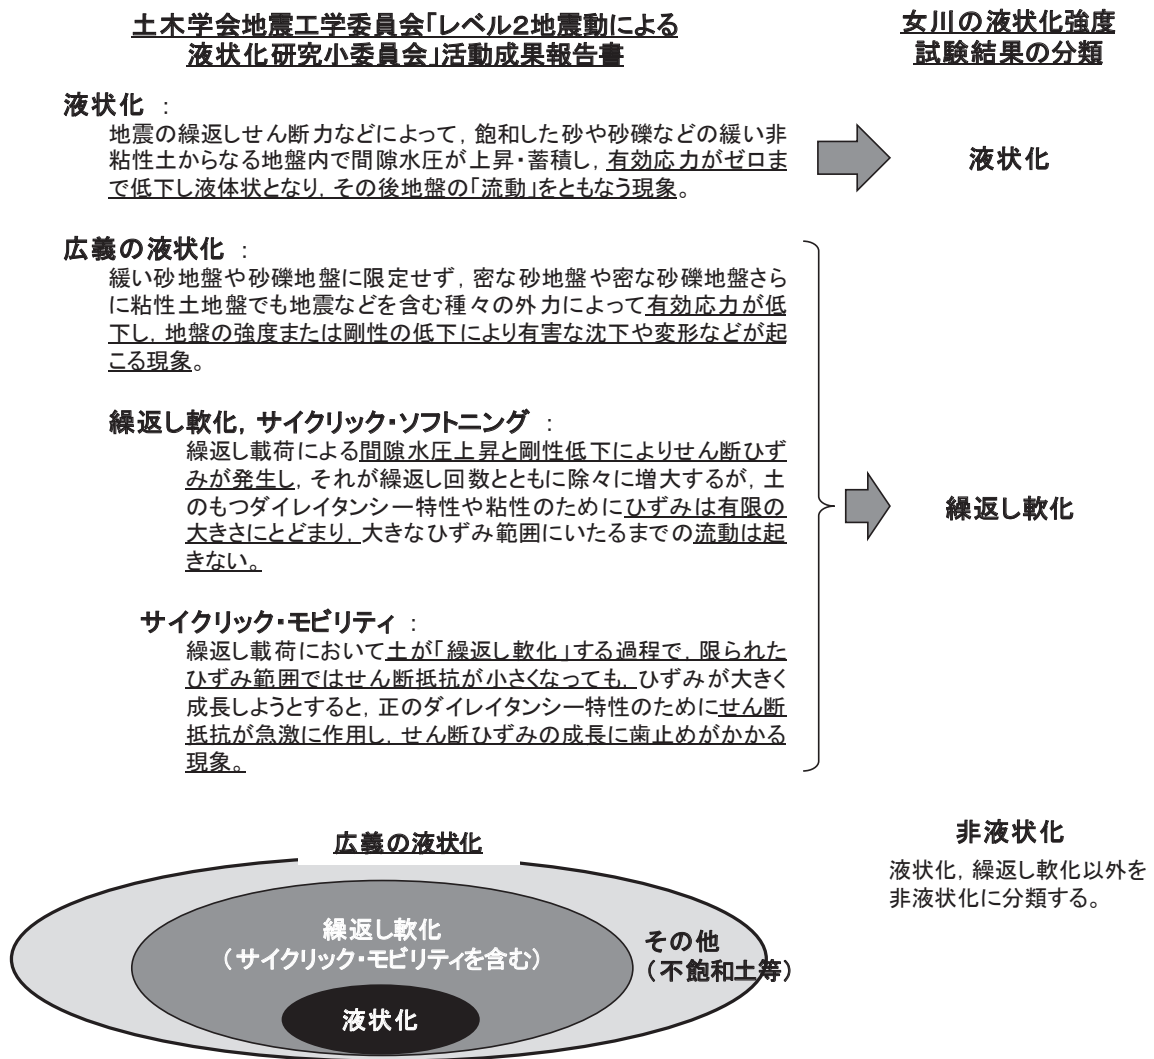 土木学会地震工学委員会「レベル2地震動による
液状化研究小委員会」活動成果報告書
女川の液状化強度
試験結果の分類
液状化 :
地震の繰返しせん断力などによって，飽和した砂や砂礫などの緩い非
粘性土からなる地盤内で間隙水圧が上昇・蓄積し，有効応力がゼロま
で低下し液体状となり，その後地盤の「流動」をともなう現象。
液状化
広義の液状化 :
緩い砂地盤や砂礫地盤に限定せず，密な砂地盤や密な砂礫地盤さら
に粘性土地盤でも地震などを含む種々の外力によって有効応力が低
下し，地盤の強度または剛性の低下により有害な沈下や変形などが起
こる現象。
繰返し軟化，サイクリック・ソフトニング :
繰返し載荷による間隙水圧上昇と剛性低下によりせん断ひず
みが発生し，それが繰返し回数とともに除々に増大するが，土
のもつダイレイタンシー特性や粘性のためにひずみは有限の
大きさにとどまり，大きなひずみ範囲にいたるまでの流動は起
きない。
繰返し軟化
サイクリック・モビリティ :
繰返し載荷において土が「繰返し軟化」する過程で，限られた
ひずみ範囲ではせん断抵抗が小さくなっても，ひずみが大きく
成長しようとすると，正のダイレイタンシー特性のためにせん断
抵抗が急激に作用し，せん断ひずみの成長に歯止めがかかる
現象。
非液状化
液状化，繰返し軟化以外を
非液状化に分類する。
広義の液状化
繰返し軟化
（サイクリック・モビリティを含む）
その他
（不飽和土等）
液状化